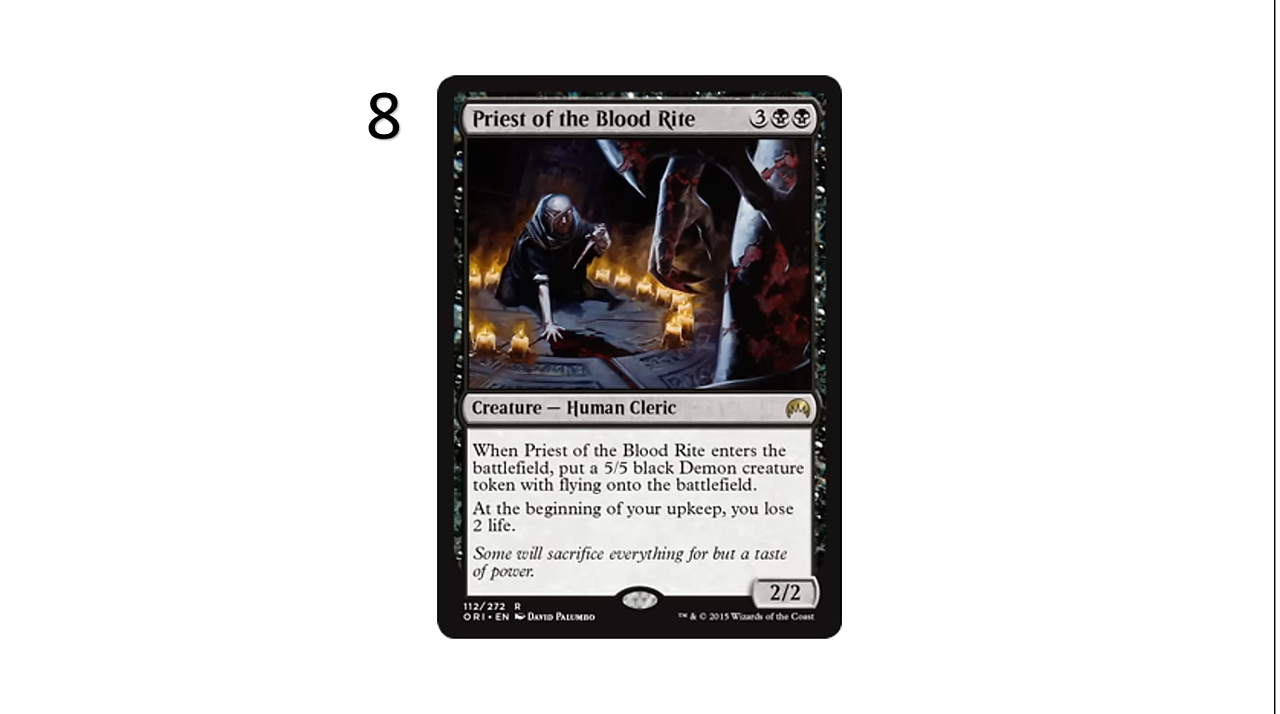 8
Priest of the Blood Rite 3
Creature — Human Cleric
When Priest of the Blood Rite enters the
battlefield, put a 5/5 black Demon creature
token with flying onto the battlefield.
At the beginning of your upkeep, you lose
2 life.
Some will sacrifice everything for but a taste
of power.
2/2
112/272 R
ORI • EN DAVID PALUMBO
™ & © 2015 Wizards of the Coast